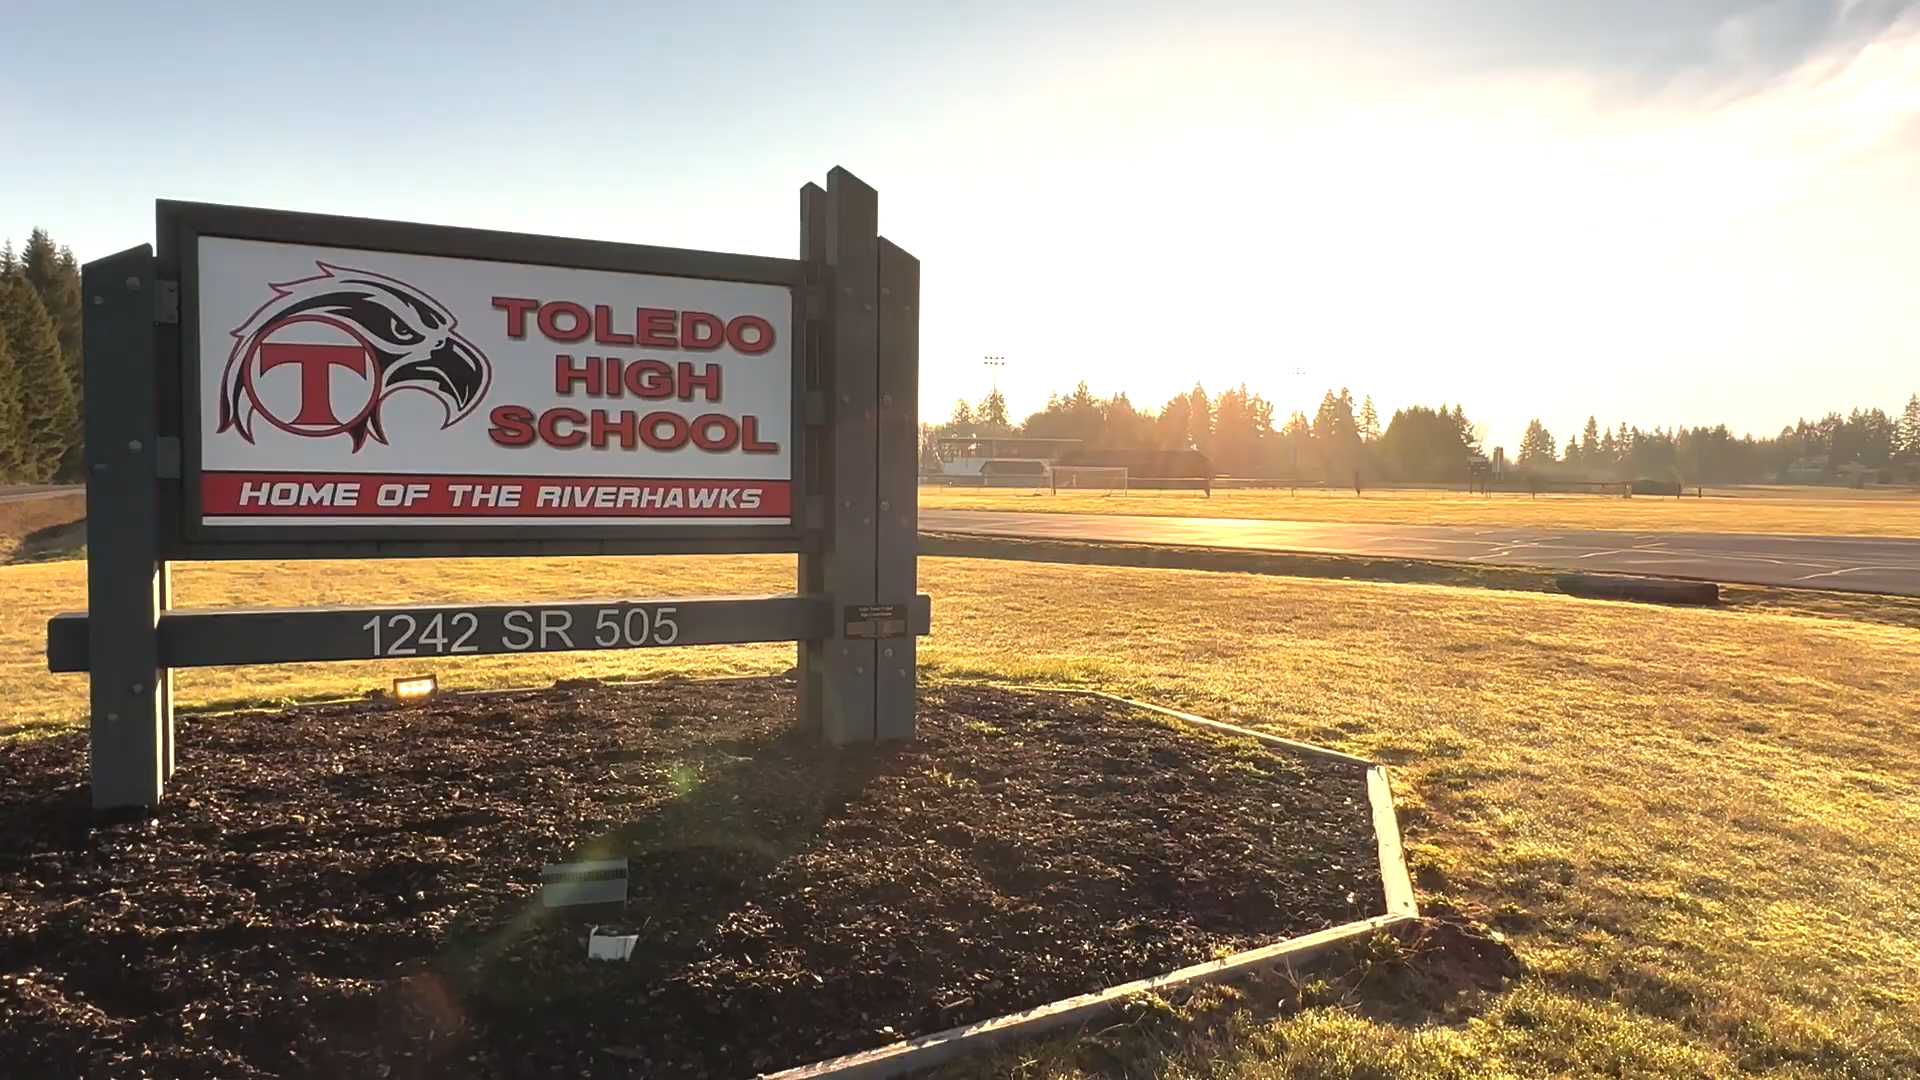 T
TOLEDO
HIGH
SCHOOL
HOME OF THE RIVERHAWKS
1242 SR 505